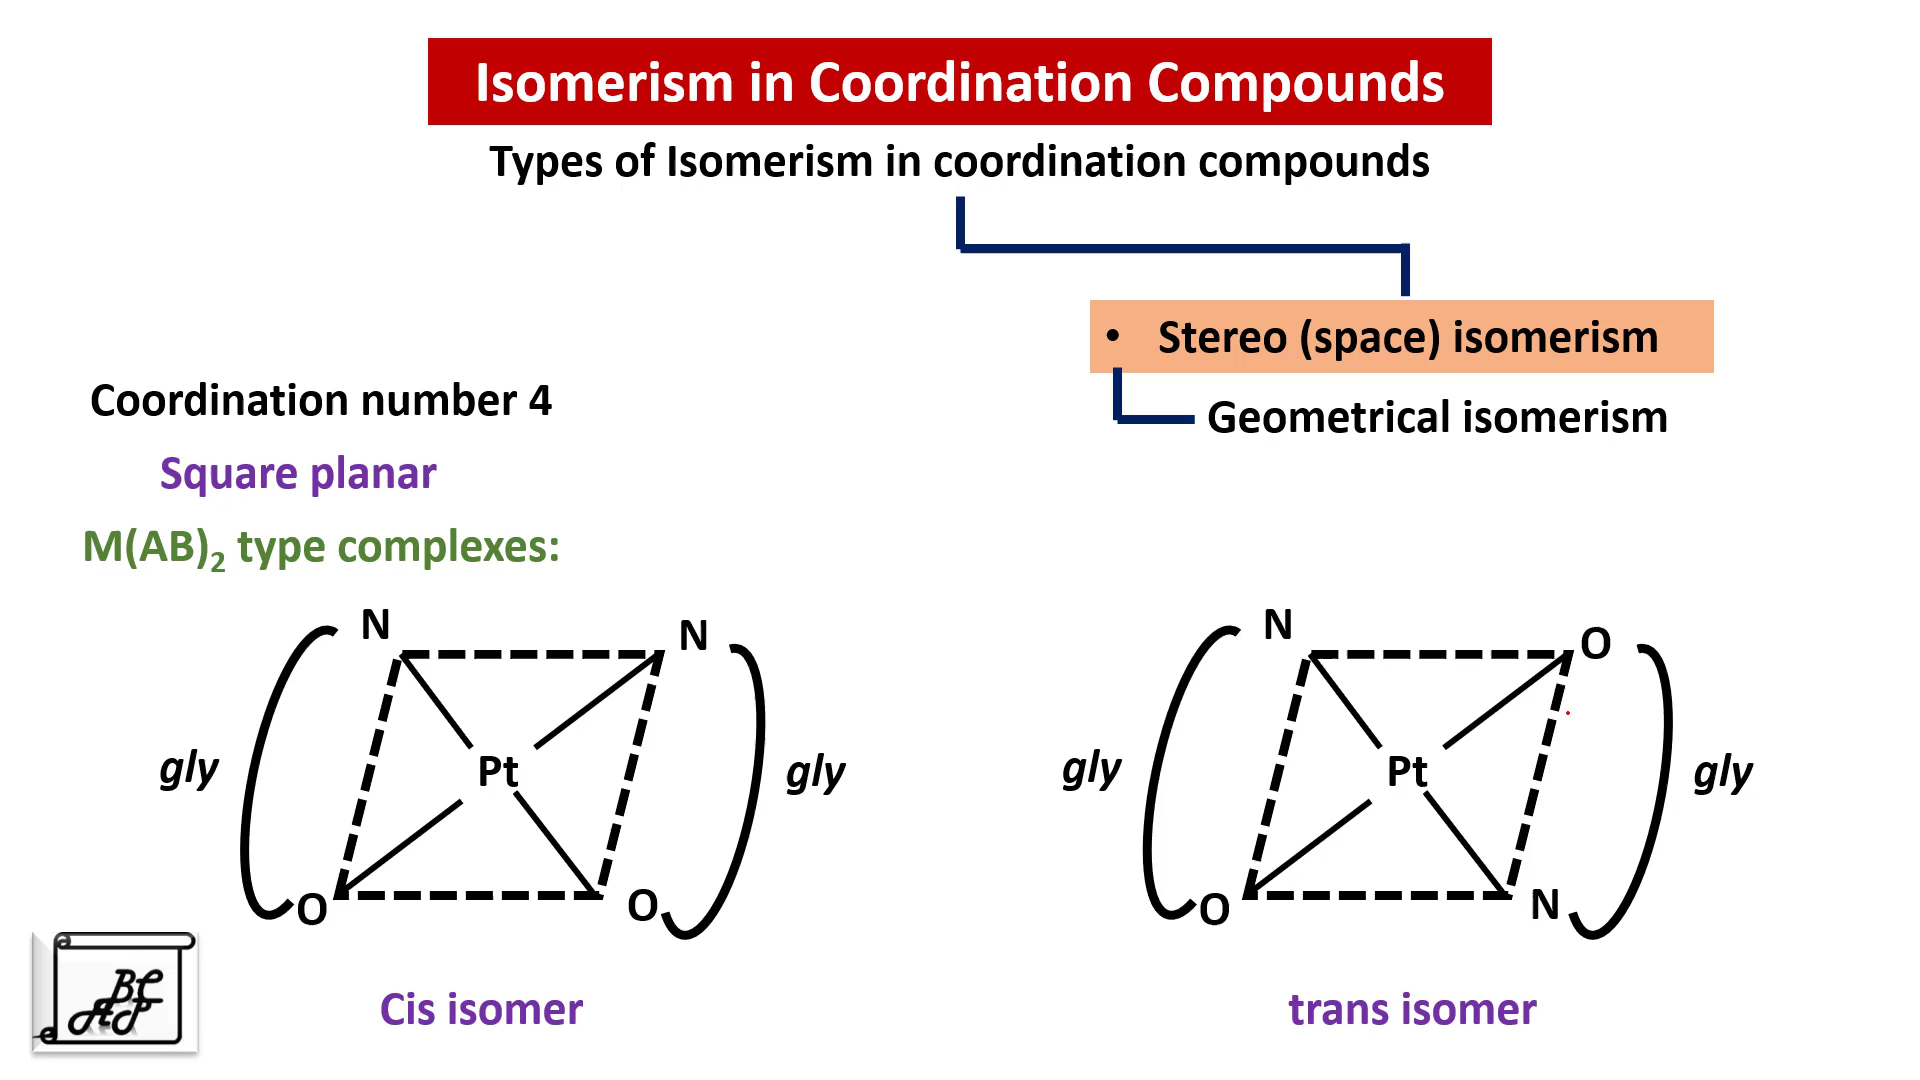 Isomerism in Coordination Compounds
Types of Isomerism in coordination compounds
• Stereo (space) isomerism
Geometrical isomerism
Coordination number 4
Square planar
M(AB)₂ type complexes:
N N
gly Pt gly
O O
Cis isomer
N O
gly Pt gly
O N
trans isomer